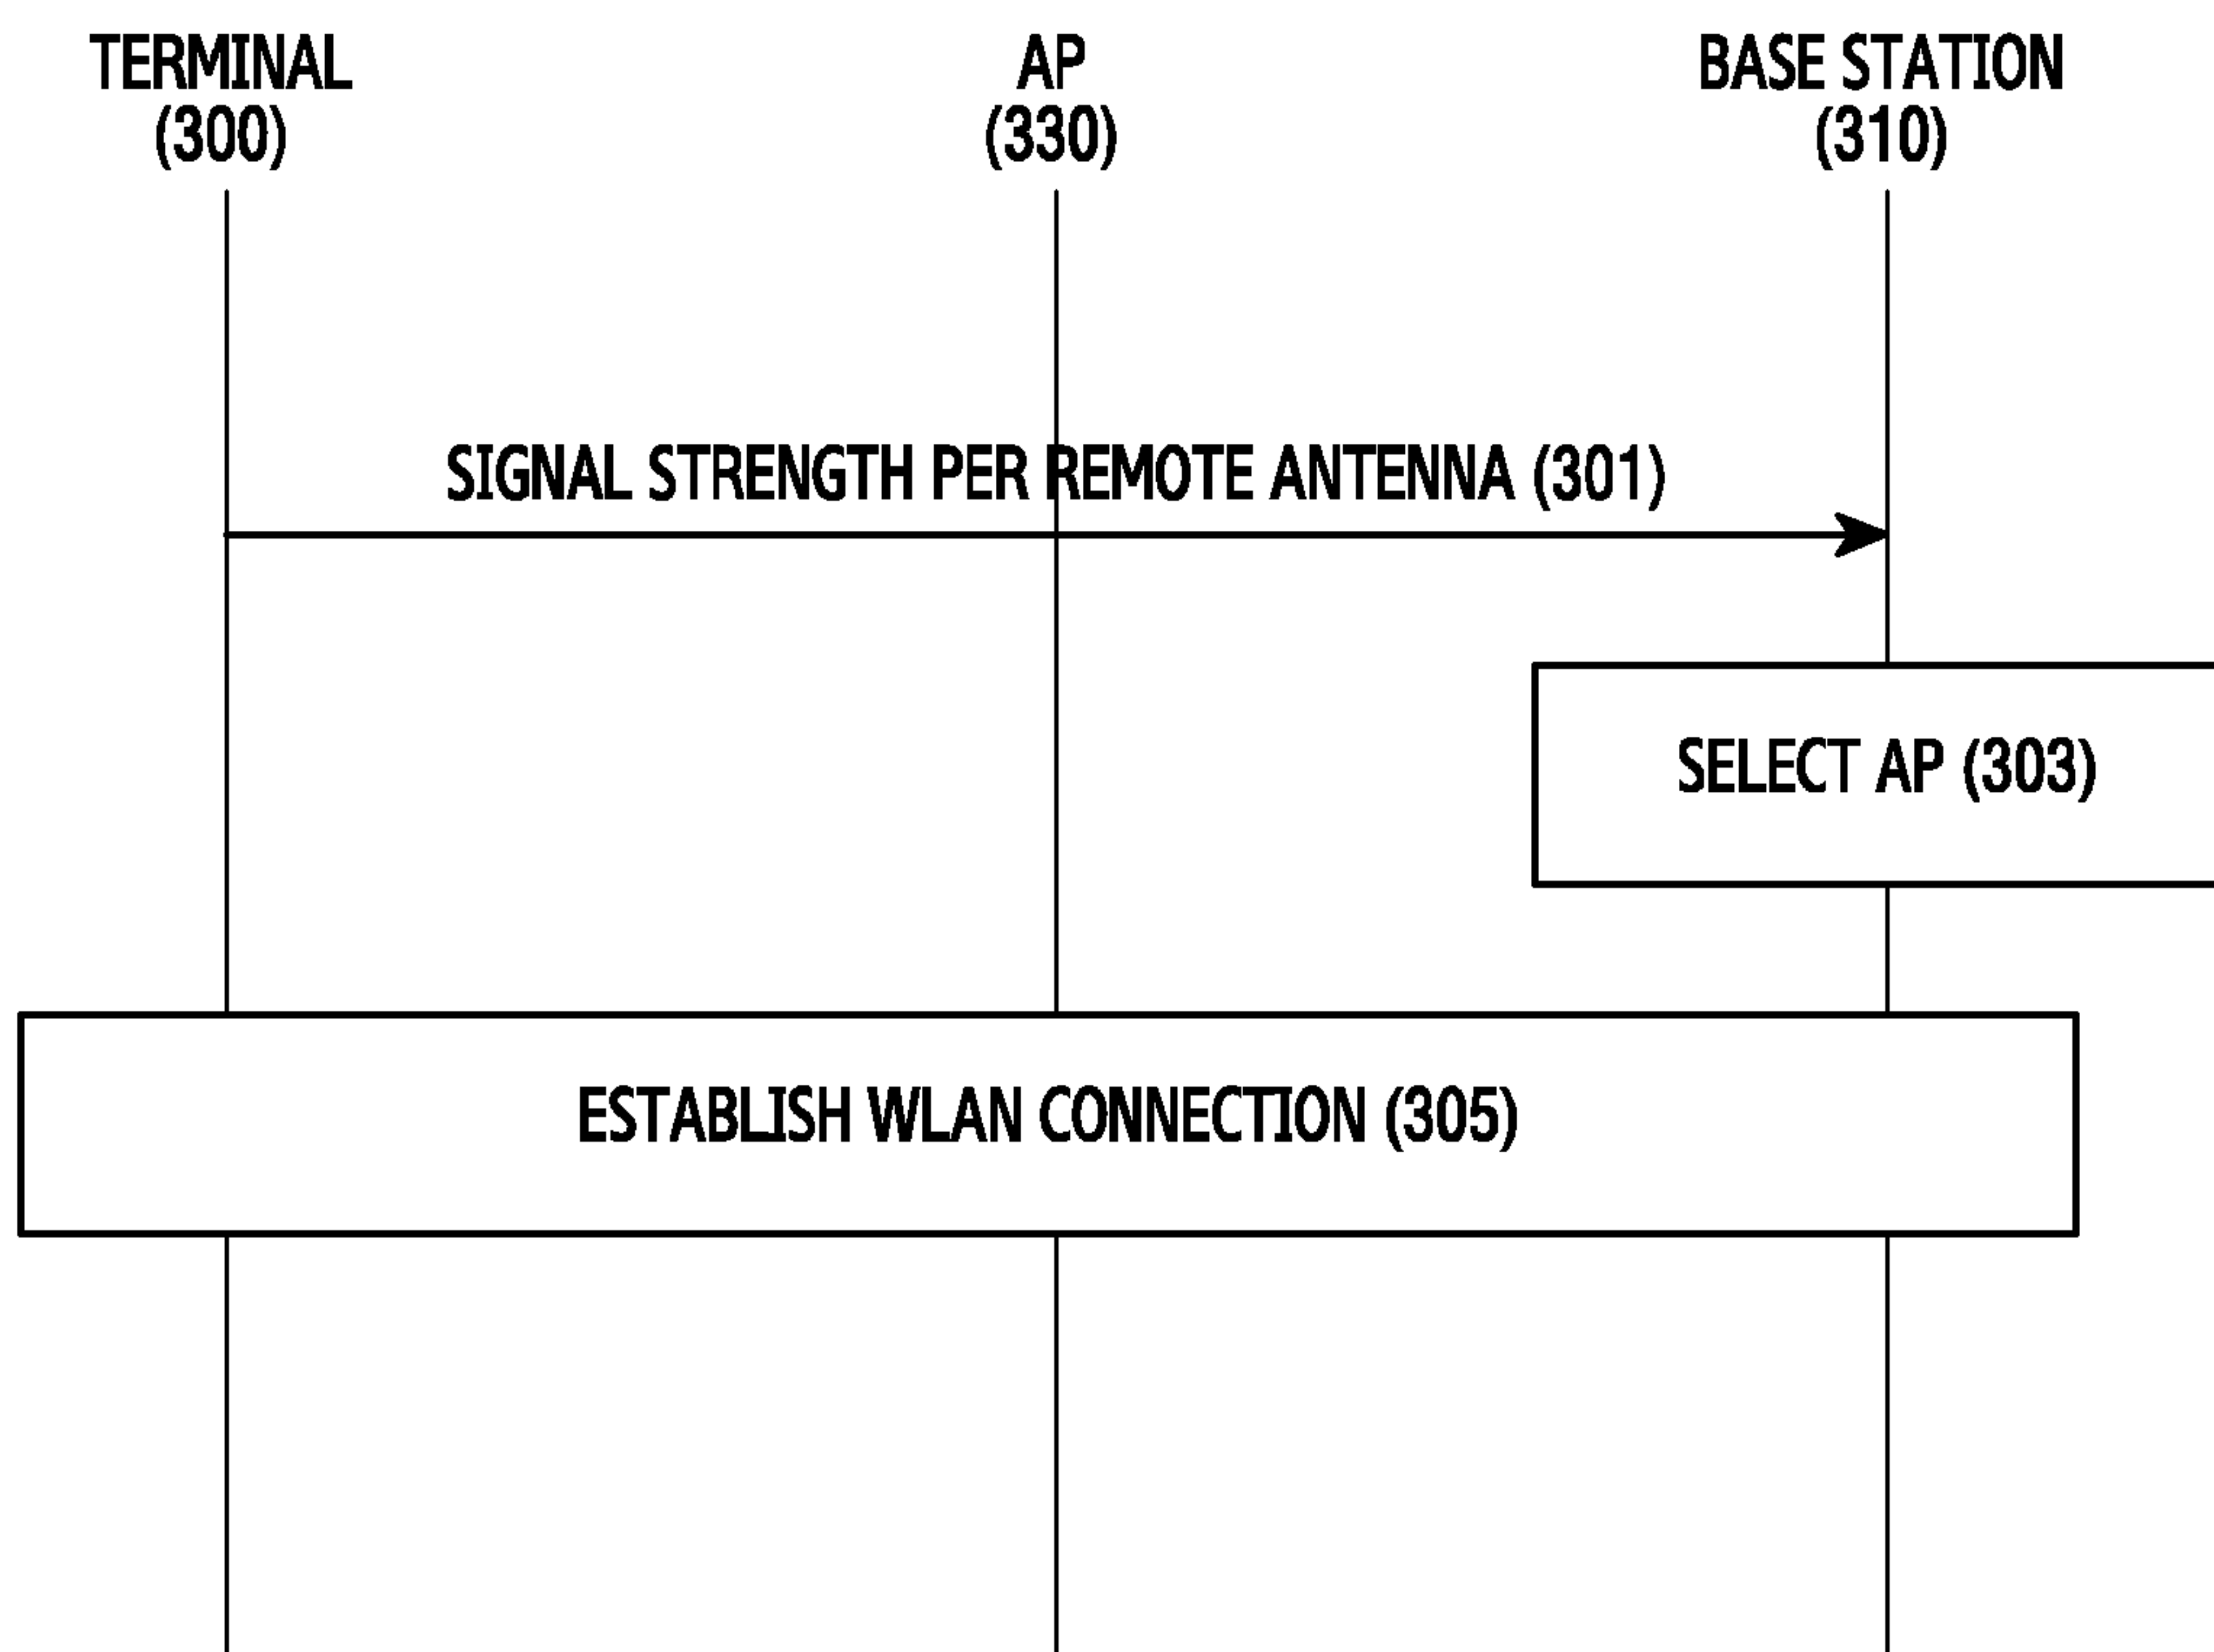 TERMINAL
(300)
AP
(330)
BASE STATION
(310)
SIGNAL STRENGTH PER REMOTE ANTENNA (301)
SELECT AP (303)
ESTABLISH WLAN CONNECTION (305)